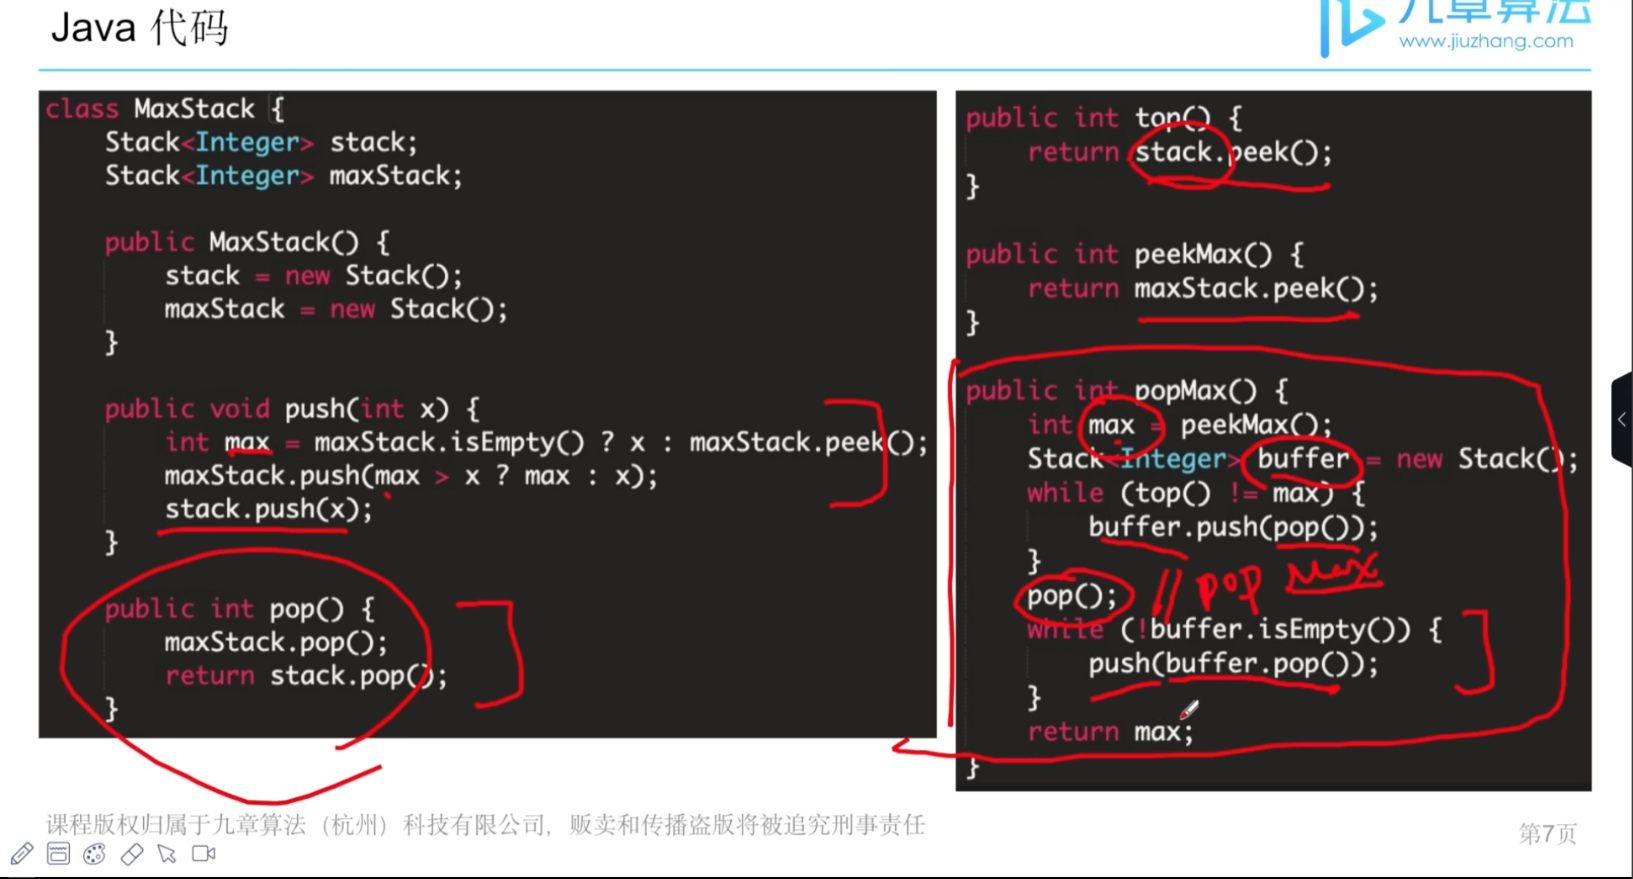 Java 代码
九章算法
www.jiuzhang.com
class MaxStack {
    Stack<Integer> stack;
    Stack<Integer> maxStack;

    public MaxStack() {
        stack = new Stack();
        maxStack = new Stack();
    }

    public void push(int x) {
        int max = maxStack.isEmpty() ? x : maxStack.peek();
        maxStack.push(max > x ? max : x);
        stack.push(x);
    }

    public int pop() {
        maxStack.pop();
        return stack.pop();
    }
public int top() {
    return stack.peek();
}

public int peekMax() {
    return maxStack.peek();
}

public int popMax() {
    int max = peekMax();
    Stack<Integer> buffer = new Stack();
    while (top() != max) {
        buffer.push(pop());
    }
    pop(); // pop Max
    while (!buffer.isEmpty()) {
        push(buffer.pop());
    }
    return max;
}
课程版权归属于九章算法（杭州）科技有限公司，贩卖和传播盗版将被追究刑事责任
第7页